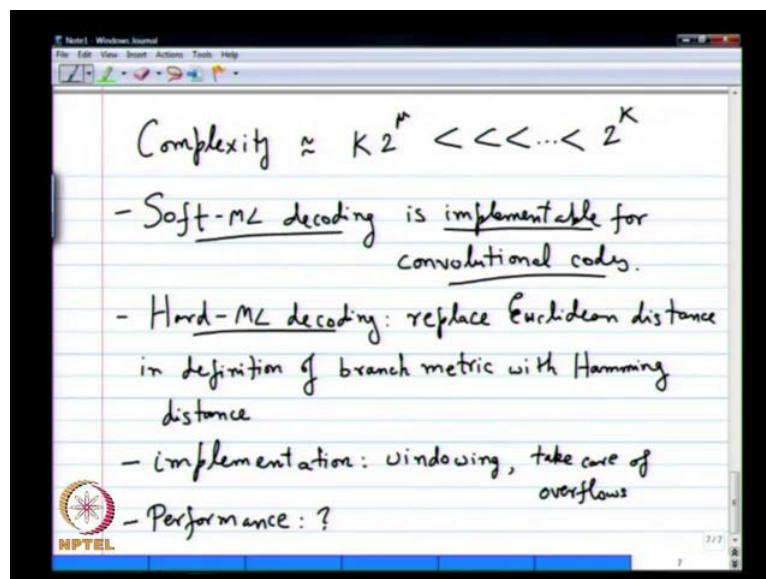 Note1 - Windows Journal
File Edit View Insert Actions Tools Help
Complexity ≈ K 2^μ < < < ... < 2^K
- Soft-ML decoding is implementable for
convolutional codes.
- Hard-ML decoding: replace Euclidean distance
in definition of branch metric with Hamming
distance
- implementation: windowing, take care of
overflows
- Performance: ?
NPTEL
7/7
7